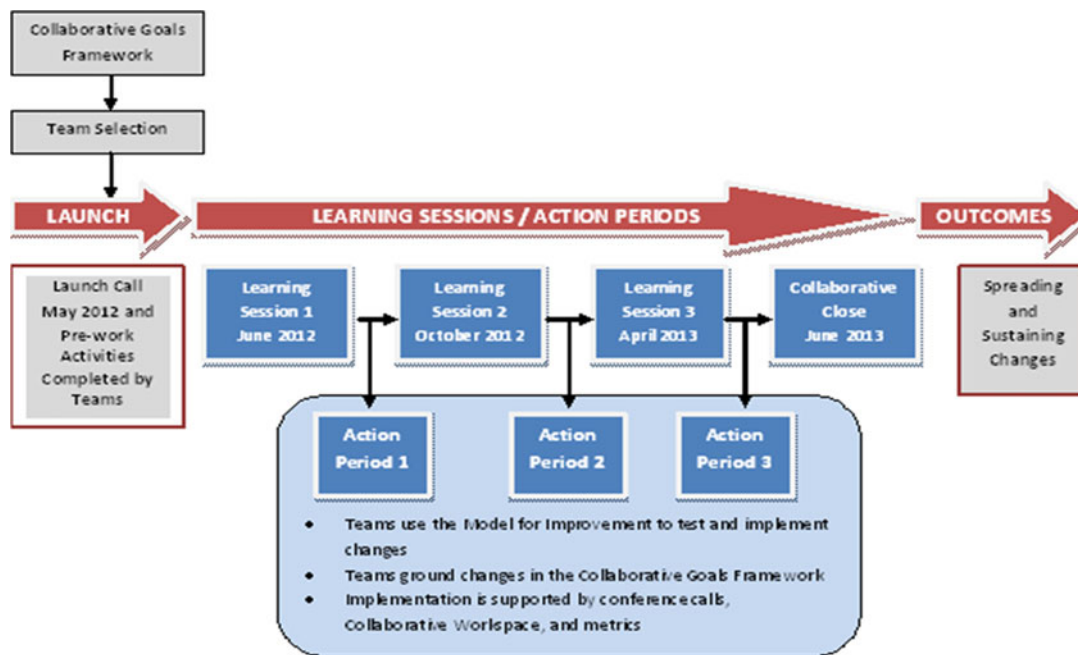 Collaborative Goals
Framework
Team Selection
LAUNCH
LEARNING SESSIONS / ACTION PERIODS
OUTCOMES
Launch Call
May 2012 and
Pre-work
Activities
Completed by
Teams
Learning
Session 1
June 2012
Learning
Session 2
October 2012
Learning
Session 3
April 2013
Collaborative
Close
June 2013
Spreading
and
Sustaining
Changes
Action
Period 1
Action
Period 2
Action
Period 3
• Teams use the Model for Improvement to test and implement
changes
• Teams ground changes in the Collaborative Goals Framework
• Implementation is supported by conference calls,
Collaborative Workspace, and metrics